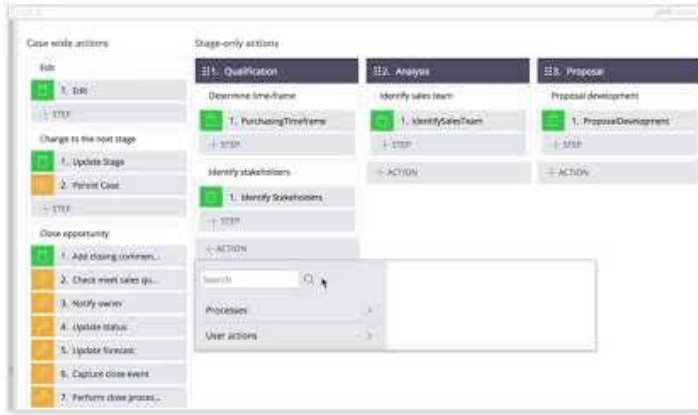 Case wide actions
Edit
1. Edit
+ STEP
Change to the next stage
1. Update Stage
2. Persist Case
+ STEP
Close opportunity
1. Add closing commen...
2. Check meet sales qu...
3. Notify owner
4. Update status
5. Update forecast
6. Capture close event
7. Perform close proces...
Stage-only actions
1. Qualification
Determine timeframe
1. PurchasingTimeframe
+ STEP
Identify stakeholders
1. Identify Stakeholders
+ STEP
+ ACTION
Search
Processes
User actions
2. Analysis
Identify sales team
1. IdentifySalesTeam
+ STEP
+ ACTION
3. Proposal
Proposal development
1. ProposalDevelopment
+ STEP
+ ACTION